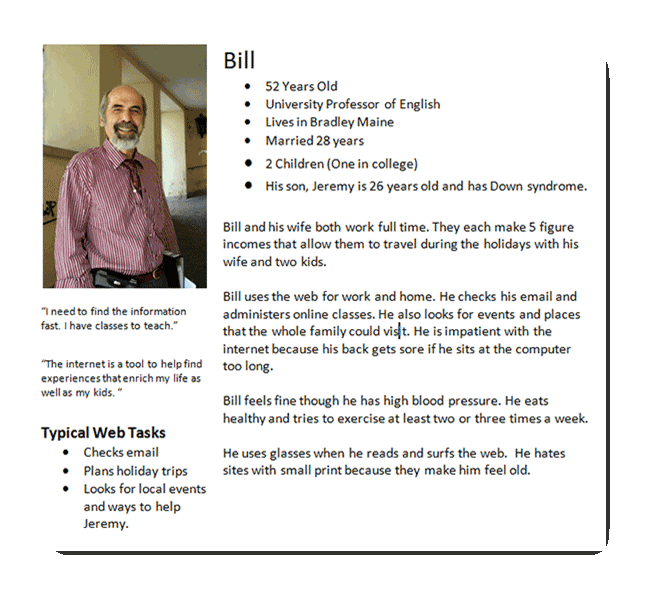 Bill
• 52 Years Old
• University Professor of English
• Lives in Bradley Maine
• Married 28 years
• 2 Children (One in college)
• His son, Jeremy is 26 years old and has Down syndrome.
Bill and his wife both work full time. They each make 5 figure
incomes that allow them to travel during the holidays with his
wife and two kids.
Bill uses the web for work and home. He checks his email and
administers online classes. He also looks for events and places
that the whole family could visit. He is impatient with the
internet because his back gets sore if he sits at the computer
too long.
Bill feels fine though he has high blood pressure. He eats
healthy and tries to exercise at least two or three times a week.
He uses glasses when he reads and surfs the web.  He hates
sites with small print because they make him feel old.
“I need to find the information
fast. I have classes to teach.”
“The internet is a tool to help find
experiences that enrich my life as
well as my kids. “
Typical Web Tasks
• Checks email
• Plans holiday trips
• Looks for local events
and ways to help
Jeremy.